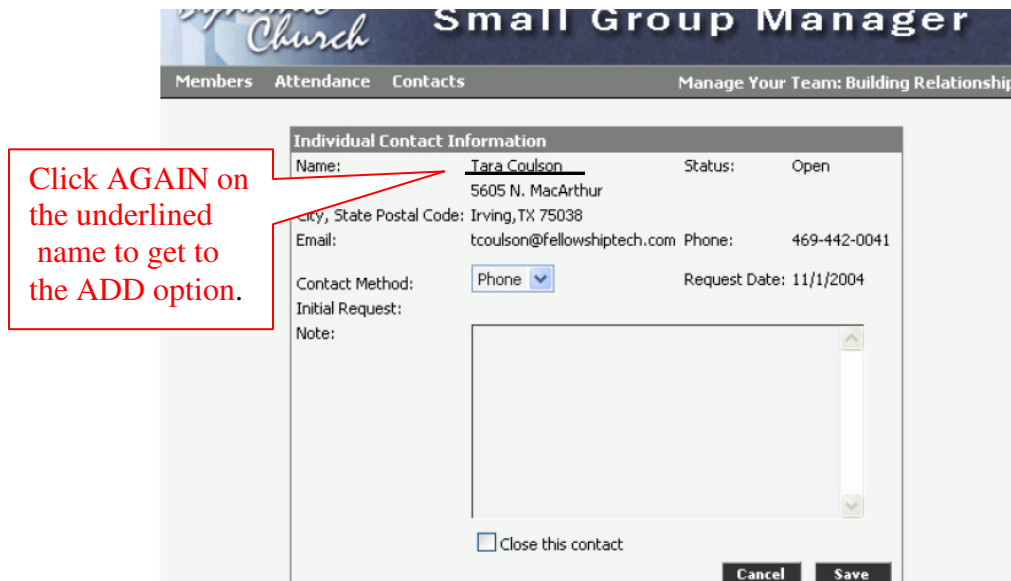 Church
Small Group Manager
Members Attendance Contacts Manage Your Team: Building Relationship
Click AGAIN on
the underlined
name to get to
the ADD option.
Individual Contact Information
Name: Tara Coulson Status: Open
5605 N. MacArthur
City, State Postal Code: Irving,TX 75038
Email: tcoulson@fellowshiptech.com Phone: 469-442-0041
Contact Method: Phone Request Date: 11/1/2004
Initial Request:
Note:
Close this contact
Cancel Save